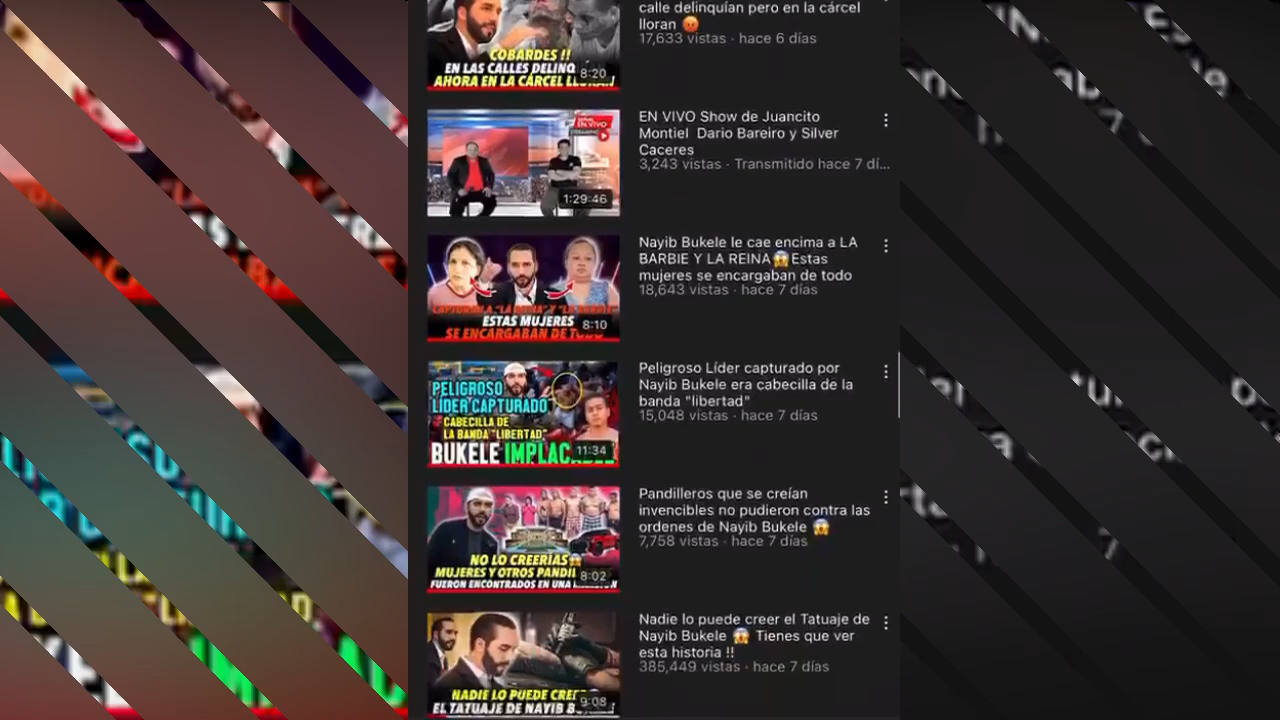 calle delinquían pero en la cárcel
lloran 😡
17,633 vistas · hace 6 días
COBARDES !!
EN LAS CALLES DELINQ
AHORA EN LA CÁRCEL
8:20
EN VIVO Show de Juancito
Montiel Dario Bareiro y Silver
Caceres
3,243 vistas · Transmitido hace 7 dí...
EN VIVO
1:29:46
Nayib Bukele le cae encima a LA
BARBIE Y LA REINA😱Estas
mujeres se encargaban de todo
18,643 vistas · hace 7 días
ESTAS MUJERES
SE ENCARGABAN DE TODO
8:10
Peligroso Líder capturado por
Nayib Bukele era cabecilla de la
banda "libertad"
15,048 vistas · hace 7 días
PELIGROSO
LÍDER CAPTURADO
CABECILLA DE
LA BANDA "LIBERTAD"
BUKELE IMPLACABLE
11:34
Pandilleros que se creían
invencibles no pudieron contra las
ordenes de Nayib Bukele 😱
7,758 vistas · hace 7 días
NO LO CREERÍAS😱
MUJERES Y OTROS PANDI
FUERON ENCONTRADOS EN UNA
8:02
Nadie lo puede creer el Tatuaje de
Nayib Bukele 😱 Tienes que ver
esta historia !!
385,449 vistas · hace 7 días
NADIE LO PUEDE CREE
EL TATUAJE DE NAYIB
9:08